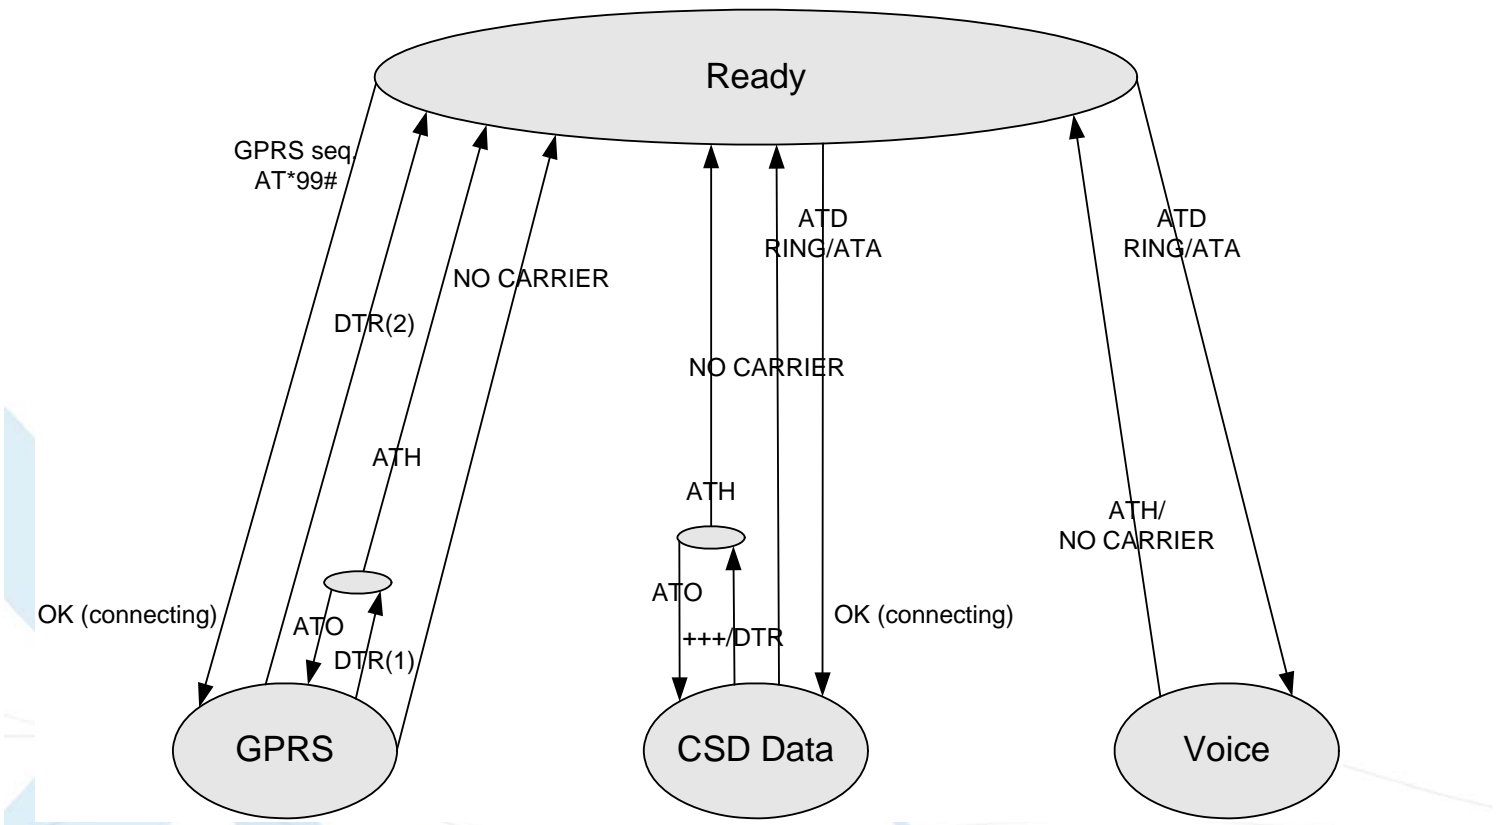 Ready
GPRS seq.
AT*99#
ATD
RING/ATA
ATD
RING/ATA
NO CARRIER
DTR(2)
NO CARRIER
ATH
ATH
ATH/
NO CARRIER
ATO
OK (connecting)
ATO
OK (connecting)
+++/DTR
DTR(1)
GPRS
CSD Data
Voice